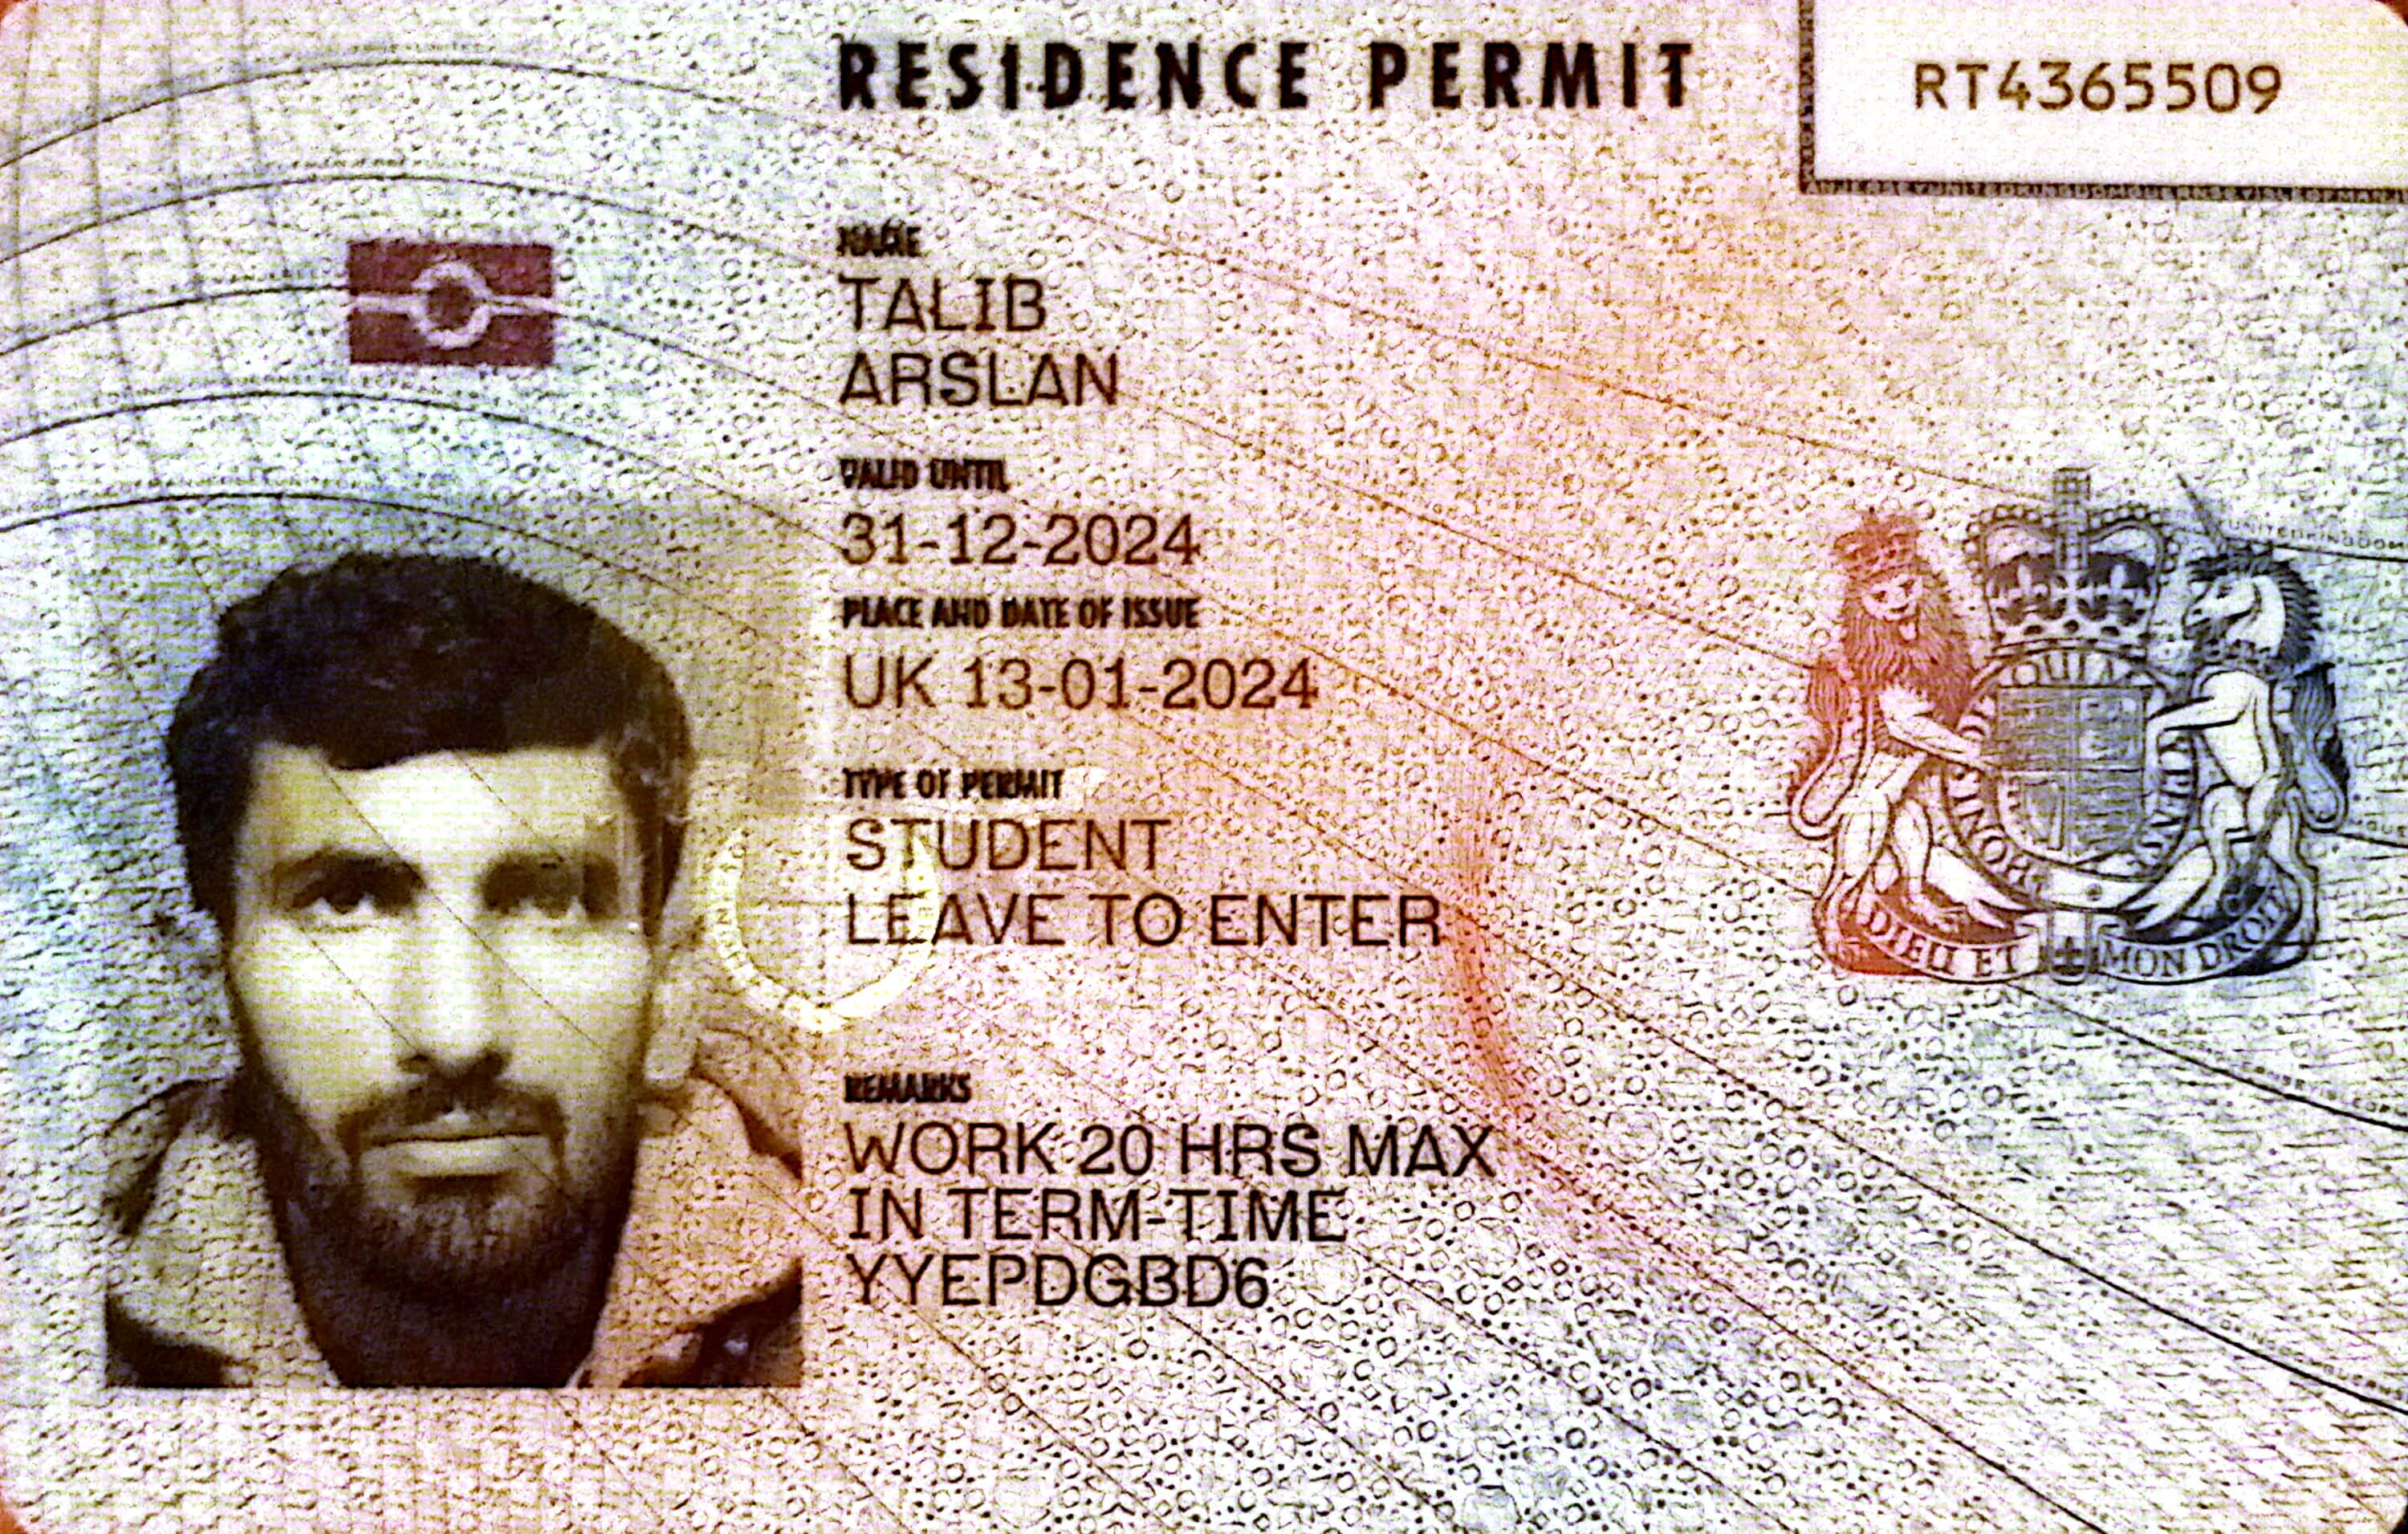 RESIDENCE PERMIT
RT4365509
NAME
TALIB
ARSLAN
VALID UNTIL
31-12-2024
PLACE AND DATE OF ISSUE
UK 13-01-2024
TYPE OF PERMIT
STUDENT
LEAVE TO ENTER
REMARKS
WORK 20 HRS MAX
IN TERM-TIME
YYEPDGBD6
DIEU ET MON DROIT